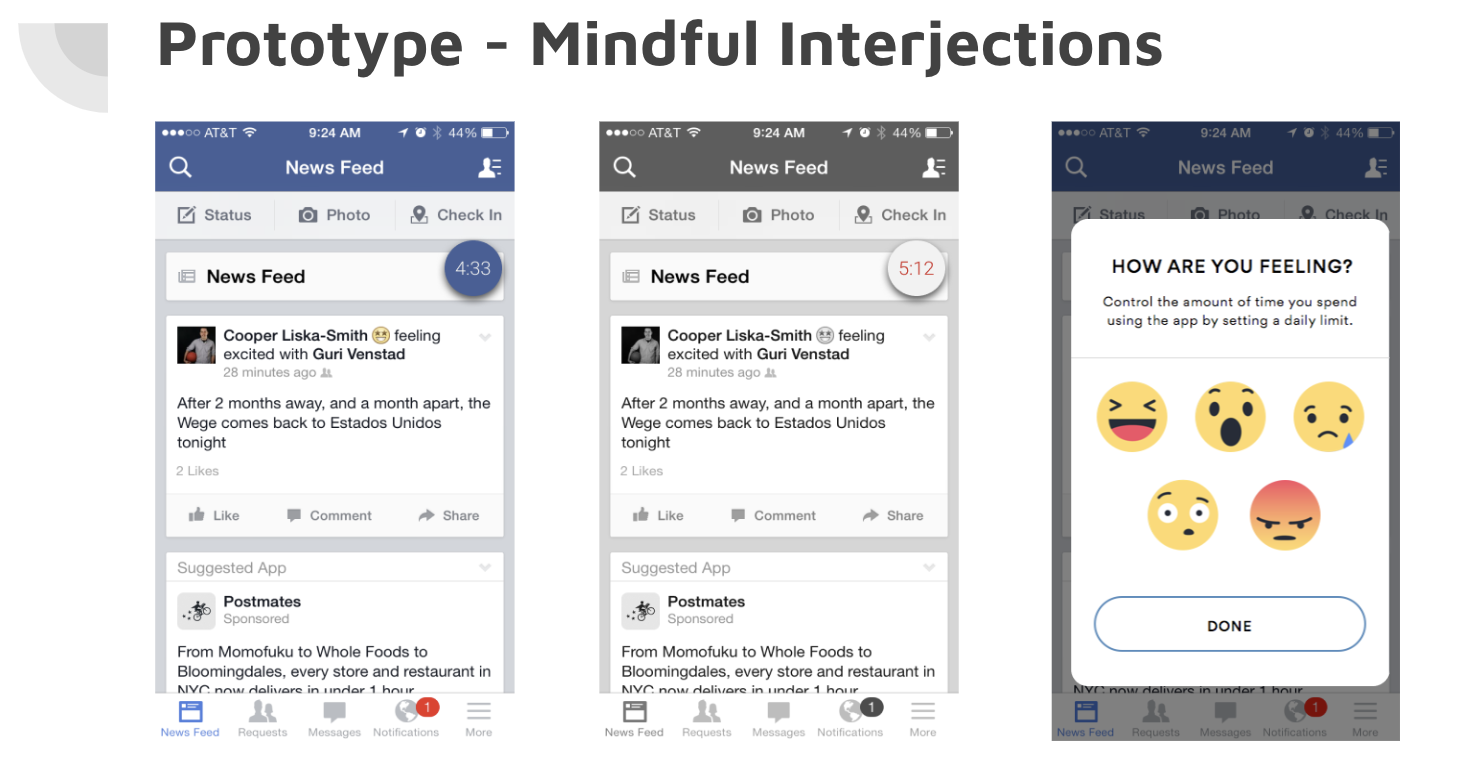 Prototype - Mindful Interjections
AT&T 9:24 AM 44%
News Feed
Status Photo Check In
News Feed 4:33
Cooper Liska-Smith feeling
excited with Guri Venstad
28 minutes ago
After 2 months away, and a month apart, the
Wege comes back to Estados Unidos
tonight
2 Likes
Like Comment Share
Suggested App
Postmates
Sponsored
From Momofuku to Whole Foods to
Bloomingdales, every store and restaurant in
NYC now delivers in under 1 hour
1
News Feed Requests Messages Notifications More
AT&T 9:24 AM 44%
News Feed
Status Photo Check In
News Feed 5:12
Cooper Liska-Smith feeling
excited with Guri Venstad
28 minutes ago
After 2 months away, and a month apart, the
Wege comes back to Estados Unidos
tonight
2 Likes
Like Comment Share
Suggested App
Postmates
Sponsored
From Momofuku to Whole Foods to
Bloomingdales, every store and restaurant in
NYC now delivers in under 1 hour
1
News Feed Requests Messages Notifications More
AT&T 9:24 AM 44%
News Feed
Status Photo Check In
HOW ARE YOU FEELING?
Control the amount of time you spend
using the app by setting a daily limit.
DONE
NYC now delivers in under 1 hour
1
News Feed Requests Messages Notifications More